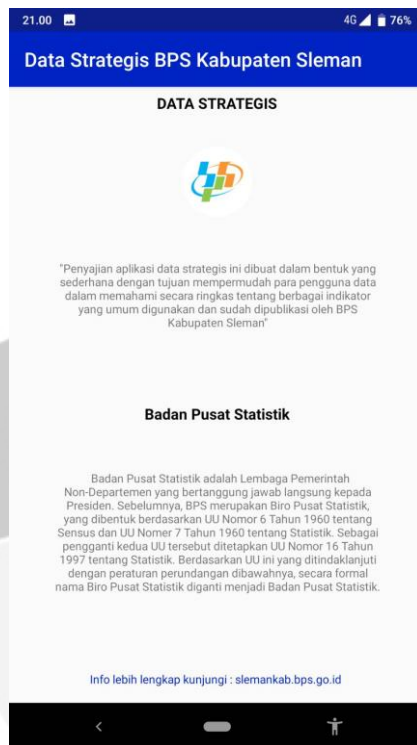 21.00 4G 76%
Data Strategis BPS Kabupaten Sleman
DATA STRATEGIS
"Penyajian aplikasi data strategis ini dibuat dalam bentuk yang
sederhana dengan tujuan mempermudah para pengguna data
dalam memahami secara ringkas tentang berbagai indikator
yang umum digunakan dan sudah dipublikasi oleh BPS
Kabupaten Sleman"
Badan Pusat Statistik
Badan Pusat Statistik adalah Lembaga Pemerintah
Non-Departemen yang bertanggung jawab langsung kepada
Presiden. Sebelumnya, BPS merupakan Biro Pusat Statistik,
yang dibentuk berdasarkan UU Nomor 6 Tahun 1960 tentang
Sensus dan UU Nomer 7 Tahun 1960 tentang Statistik. Sebagai
pengganti kedua UU tersebut ditetapkan UU Nomor 16 Tahun
1997 tentang Statistik. Berdasarkan UU ini yang ditindaklanjuti
dengan peraturan perundangan dibawahnya, secara formal
nama Biro Pusat Statistik diganti menjadi Badan Pusat Statistik.
Info lebih lengkap kunjungi : slemankab.bps.go.id